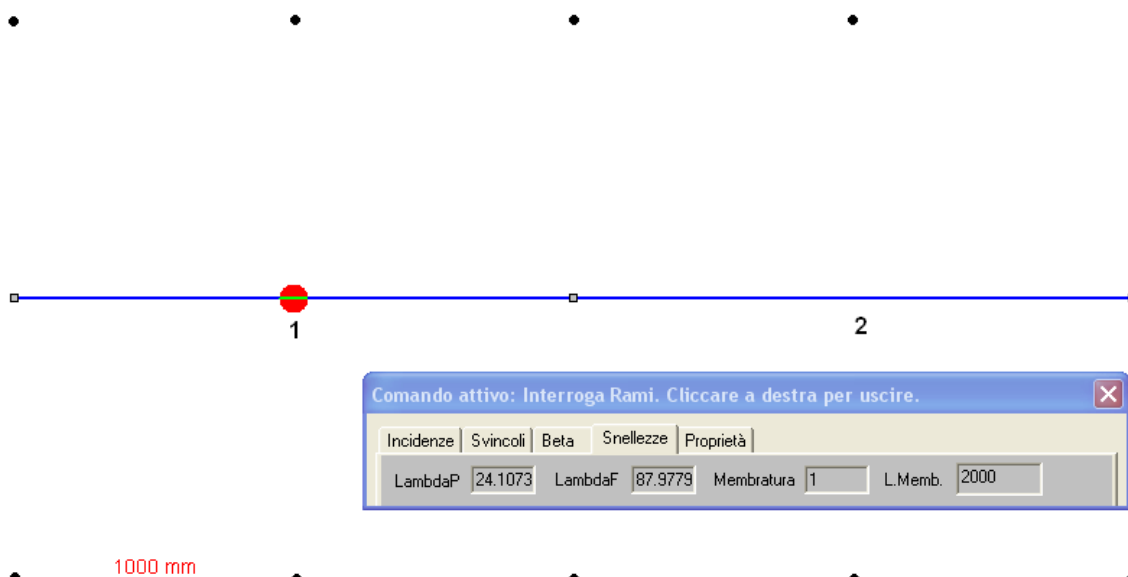 1
2
Comando attivo: Interroga Rami. Cliccare a destra per uscire.
Incidenze Svincoli Beta Snellezze Proprietà
LambdaP 24.1073 LambdaF 87.9779 Membratura 1 L.Memb. 2000
1000 mm